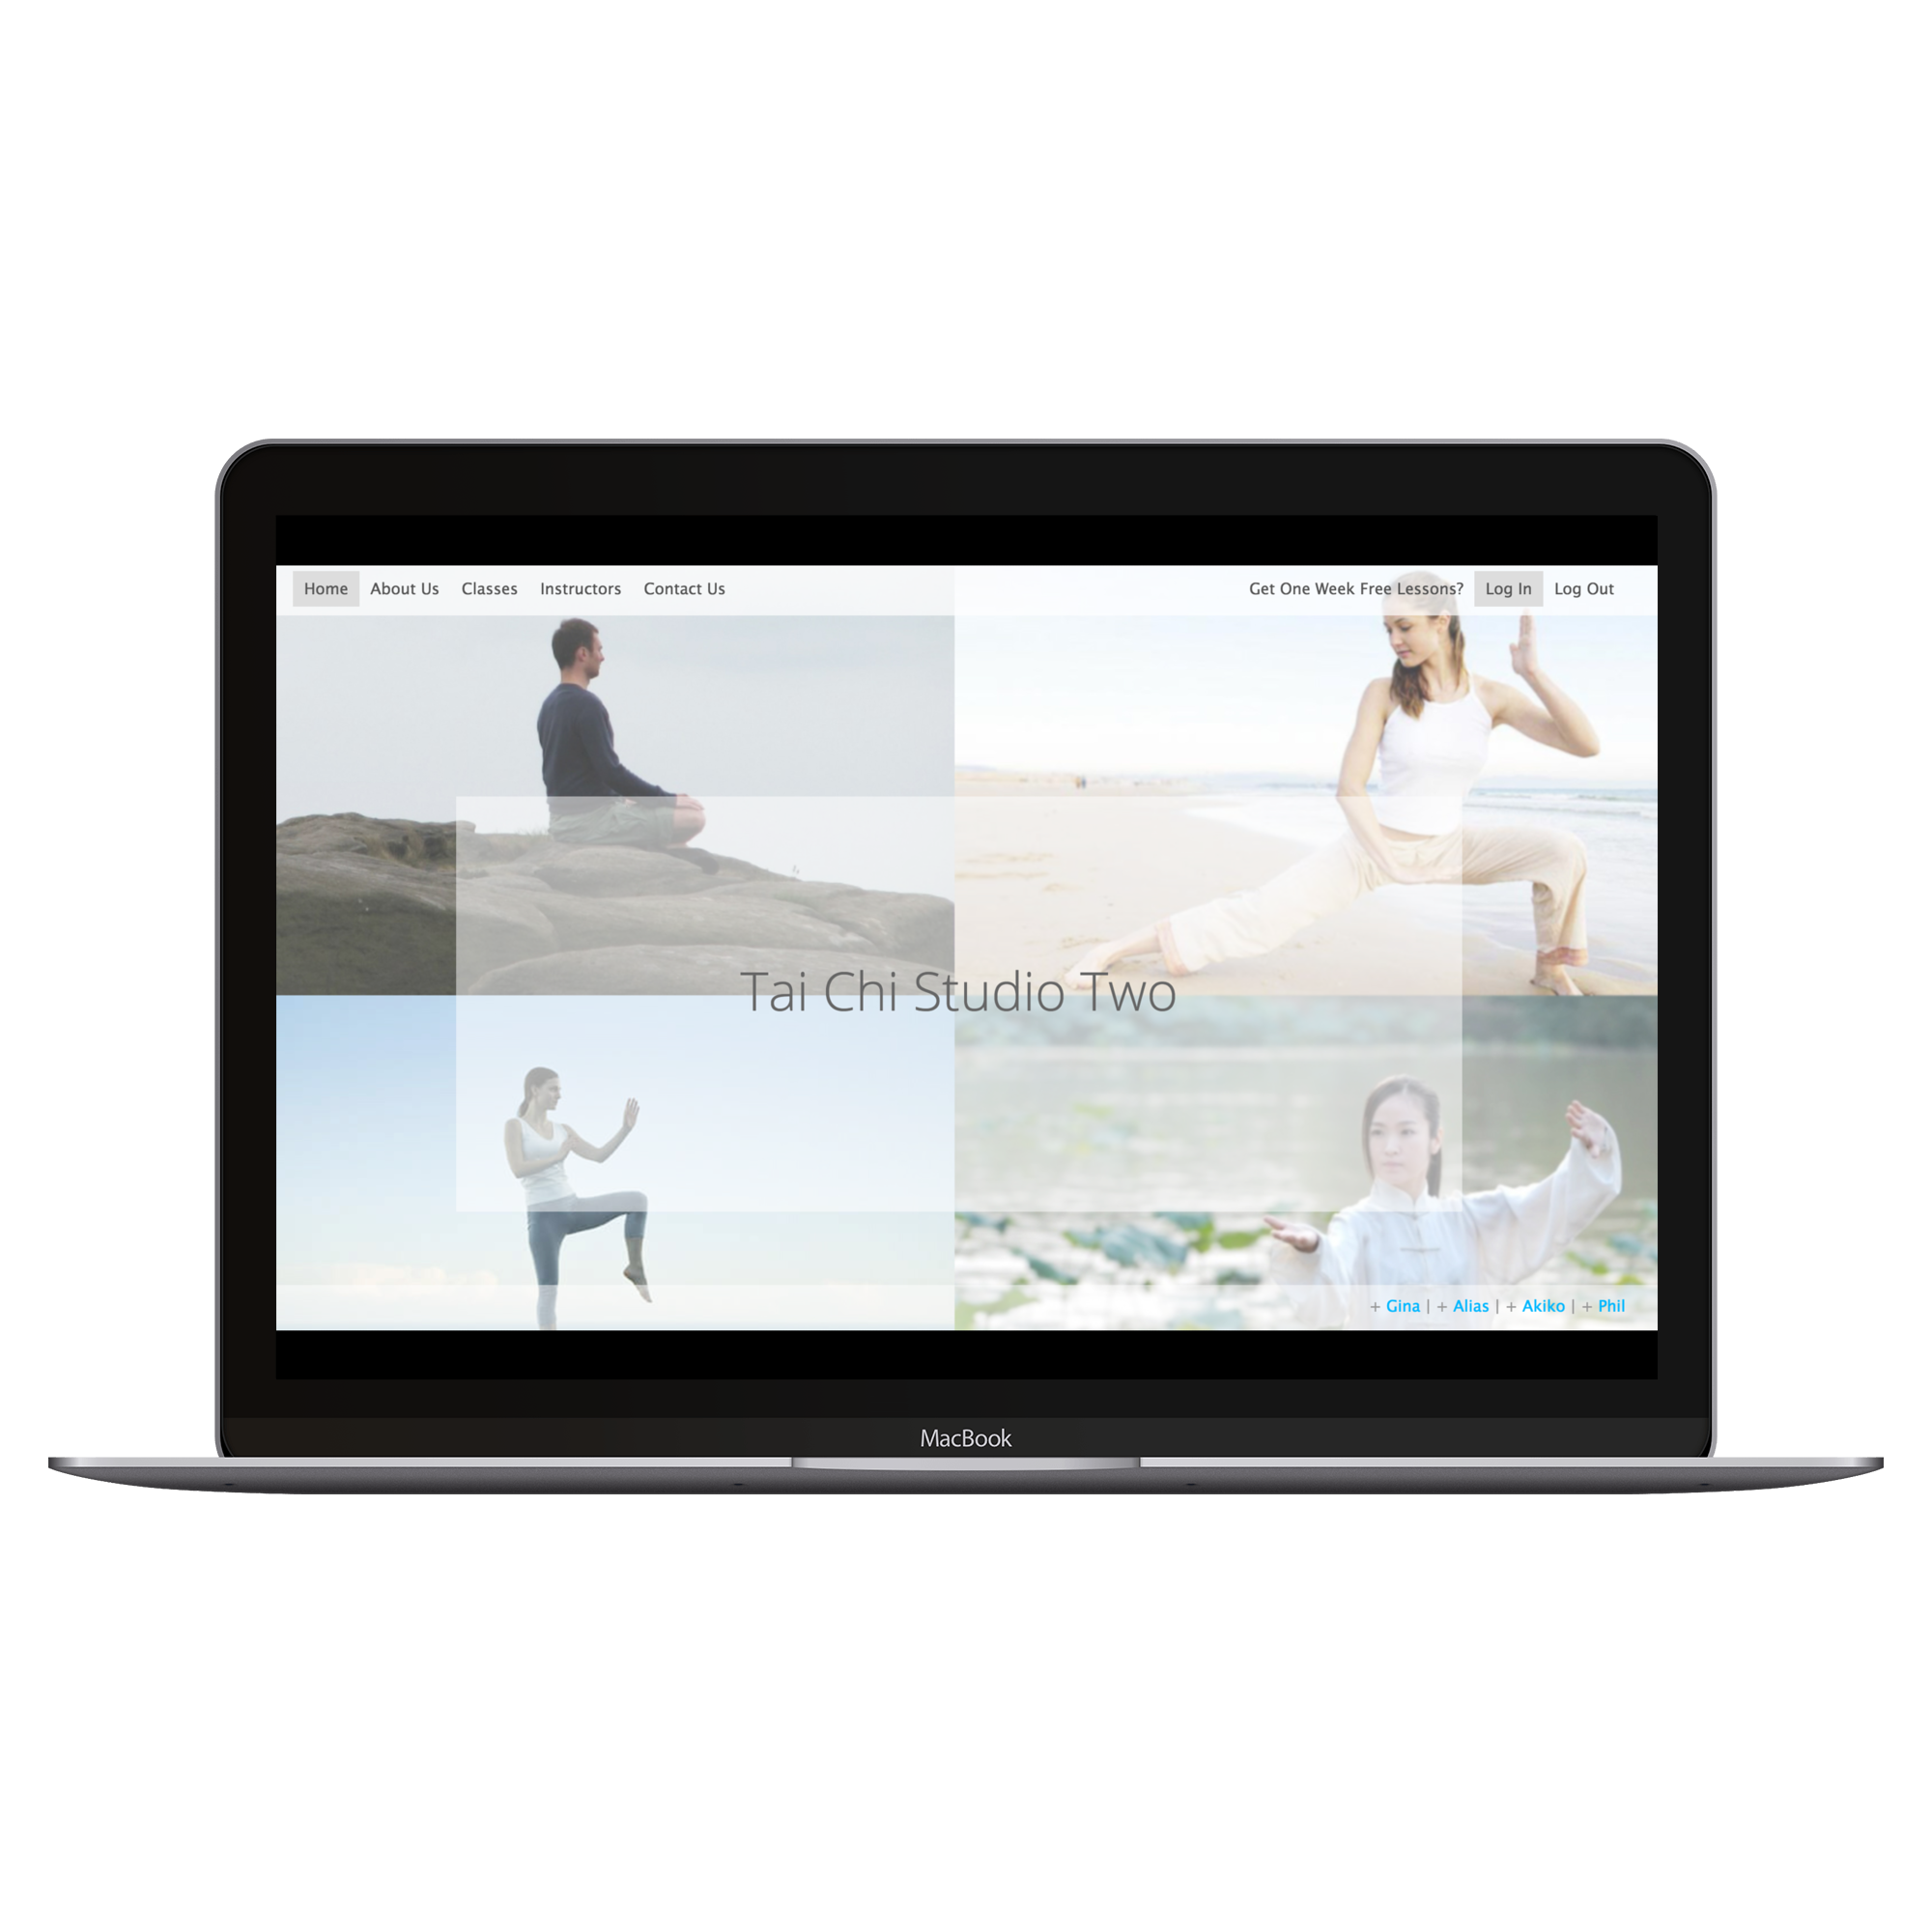 Home About Us Classes Instructors Contact Us Get One Week Free Lessons? Log In Log Out
Tai Chi Studio Two
+ Gina | + Alias | + Akiko | + Phil
MacBook